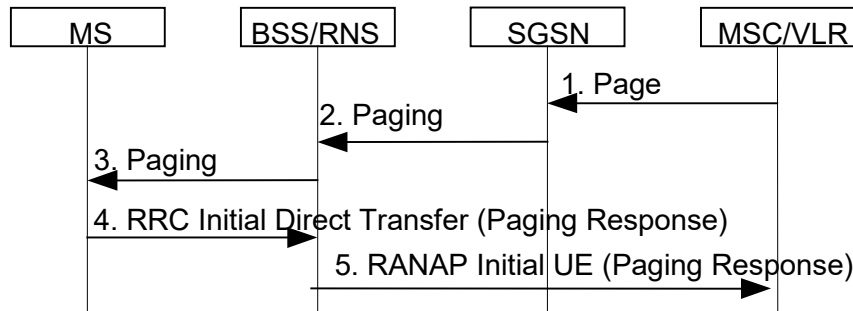 MS
BSS/RNS
SGSN
MSC/VLR
1. Page
2. Paging
3. Paging
4. RRC Initial Direct Transfer (Paging Response)
5. RANAP Initial UE (Paging Response)